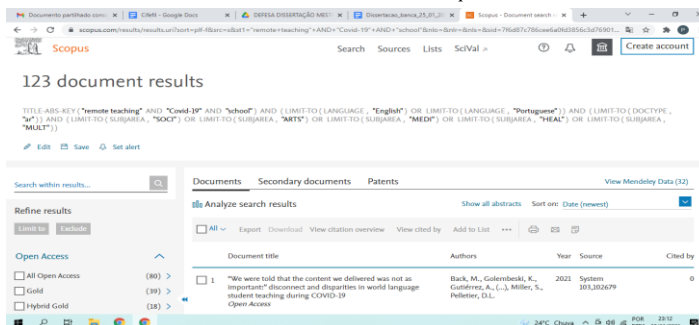 Documento partilhado com
Cifefil - Google Docs
DEFESA DISSERTAÇÃO MEST
Dissertacao_banca_25_01_20
Scopus - Document search
scopus.com/results/results.uri?sort=plf-f&src=s&st1="remote+teaching"+AND+"Covid-19"+AND+"school"
Scopus
Search Sources Lists SciVal Create account
123 document results
TITLE-ABS-KEY ( "remote teaching" AND "Covid-19" AND "school") AND ( LIMIT-TO ( LANGUAGE , "English") OR LIMIT-TO ( LANGUAGE , "Portuguese")) AND ( LIMIT-TO ( DOCTYPE ,
"ar")) AND ( LIMIT-TO ( SUBJAREA , "SOCI") OR LIMIT-TO ( SUBJAREA , "ARTS") OR LIMIT-TO ( SUBJAREA , "MEDI") OR LIMIT-TO ( SUBJAREA , "HEAL") OR LIMIT-TO ( SUBJAREA ,
"MULT"))
Edit Save Set alert
Search within results...
Documents Secondary documents Patents View Mendeley Data (32)
Refine results
Analyze search results Show all abstracts Sort on: Date (newest)
Limit to Exclude
All Export Download View citation overview View cited by Add to List •••
Open Access
Document title Authors Year Source Cited by
All Open Access (80) >
Gold (39) >
Hybrid Gold (18) >
1 "We were told that the content we delivered was not as Back, M., Golembeski, K., 2021 System 0
important:" disconnect and disparities in world language Gutiérrez, A., (...), Miller, S., 103,102679
student teaching during COVID-19 Pelletier, D.L.
Open Access
24°C Chuva POR 23:12